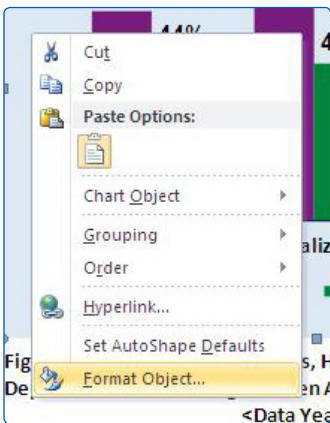 44%
4
Cut
Copy
Paste Options:
Chart Object
Grouping
aliz
Order
Hyperlink...
Set AutoShape Defaults
Fig
s, H
Format Object...
De
en A
<Data Yea